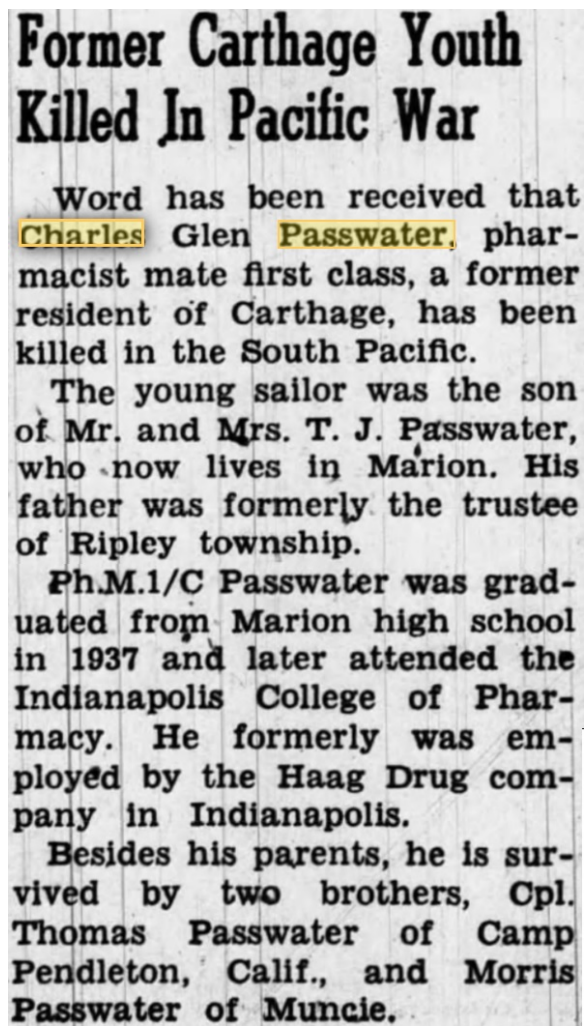 Former Carthage Youth
Killed In Pacific War
Word has been received that
Charles Glen Passwater, phar-
macist mate first class, a former
resident of Carthage, has been
killed in the South Pacific.
The young sailor was the son
of Mr. and Mrs. T. J. Passwater,
who now lives in Marion. His
father was formerly the trustee
of Ripley township.
Ph.M.1/C Passwater was grad-
uated from Marion high school
in 1937 and later attended the
Indianapolis College of Phar-
macy. He formerly was em-
ployed by the Haag Drug com-
pany in Indianapolis.
Besides his parents, he is sur-
vived by two brothers, Cpl.
Thomas Passwater of Camp
Pendleton, Calif., and Morris
Passwater of Muncie.